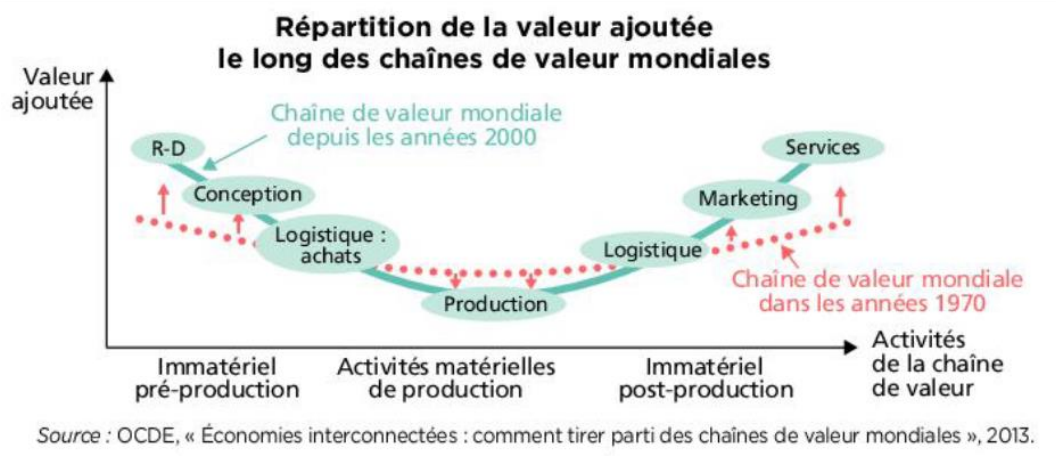 Répartition de la valeur ajoutée
le long des chaînes de valeur mondiales
Valeur
ajoutée
Chaîne de valeur mondiale
depuis les années 2000
R-D
Conception
Logistique :
achats
Production
Logistique
Marketing
Services
Chaîne de valeur mondiale
dans les années 1970
Immatériel
pré-production
Activités matérielles
de production
Immatériel
post-production
Activités
de la chaîne
de valeur
Source : OCDE, « Économies interconnectées : comment tirer parti des chaînes de valeur mondiales », 2013.